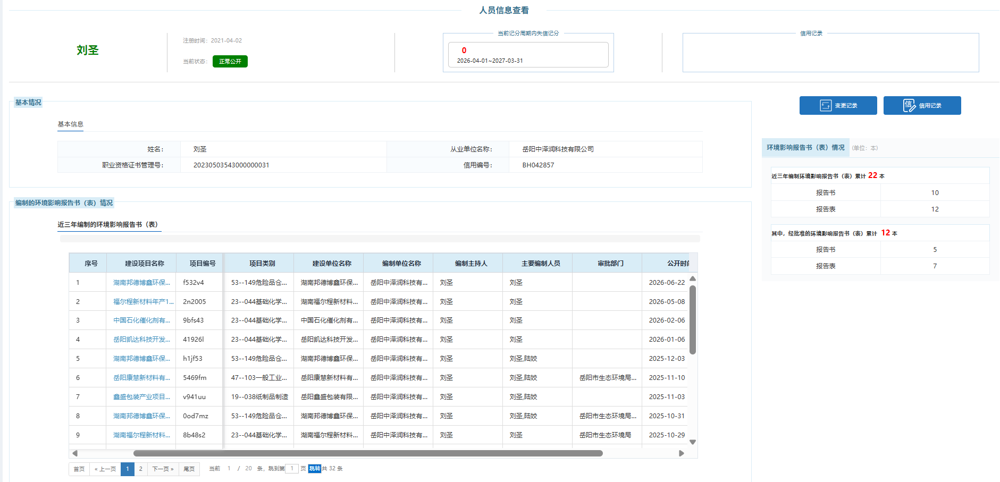 人员信息查看
刘圣
注册时间：2021-04-02
当前状态：正常公开
当前记分周期内失信记分
0
2026-04-01~2027-03-31
信用记录
基本情况
变更记录
信用记录
基本信息
姓名： 刘圣 从业单位名称： 岳阳中泽润科技有限公司
职业资格证书管理号： 20230503543000000031 信用编号： BH042857
环境影响报告书（表）情况 (单位：本)
近三年编制环境影响报告书（表）累计 22 本
报告书 10
报告表 12
其中，经批准的环境影响报告书（表）累计 12 本
报告书 5
报告表 7
编制的环境影响报告书（表）情况
近三年编制的环境影响报告书（表）
序号 建设项目名称 项目编号 项目类别 建设单位名称 编制单位名称 编制主持人 主要编制人员 审批部门 公开时间
1 湖南邦德博鑫环保... f532v4 53--149危险品仓... 湖南邦德博鑫环保... 岳阳中泽润科技有... 刘圣 刘圣 2026-06-22
2 福尔程新材料年产1... 2n2005 23--044基础化学... 湖南福尔程新材料... 岳阳中泽润科技有... 刘圣 刘圣 2026-05-08
3 中国石化催化剂有... 9bfs43 23--044基础化学... 中国石化催化剂有... 岳阳中泽润科技有... 刘圣 刘圣 2026-02-06
4 岳阳凯达科技开发... 41926l 23--044基础化学... 岳阳凯达科技开发... 岳阳中泽润科技有... 刘圣 刘圣 2026-01-06
5 湖南邦德博鑫环保... h1jf53 53--149危险品仓... 湖南邦德博鑫环保... 岳阳中泽润科技有... 刘圣 刘圣,陆姣 2025-12-03
6 岳阳康慧新材料有... 5469fm 47--103一般工业... 岳阳康慧新材料有... 岳阳中泽润科技有... 刘圣 刘圣,陆姣 岳阳市生态环境局... 2025-11-10
7 鑫盛包装产业项目... v941uu 19--038纸制品制造 岳阳鑫盛包装有限... 岳阳中泽润科技有... 刘圣 刘圣,陆姣 2025-11-03
8 湖南邦德博鑫环保... 0od7mz 53--149危险品仓... 湖南邦德博鑫环保... 岳阳中泽润科技有... 刘圣 刘圣,陆姣 岳阳市生态环境局... 2025-10-31
9 湖南福尔程新材料... 8b48s2 23--044基础化学... 湖南福尔程新材料... 岳阳中泽润科技有... 刘圣 刘圣 岳阳市生态环境局 2025-10-29
首页 « 上一页 1 2 下一页 » 尾页 当前 1 / 20 条，跳到第 1 页 跳转 共 32 条